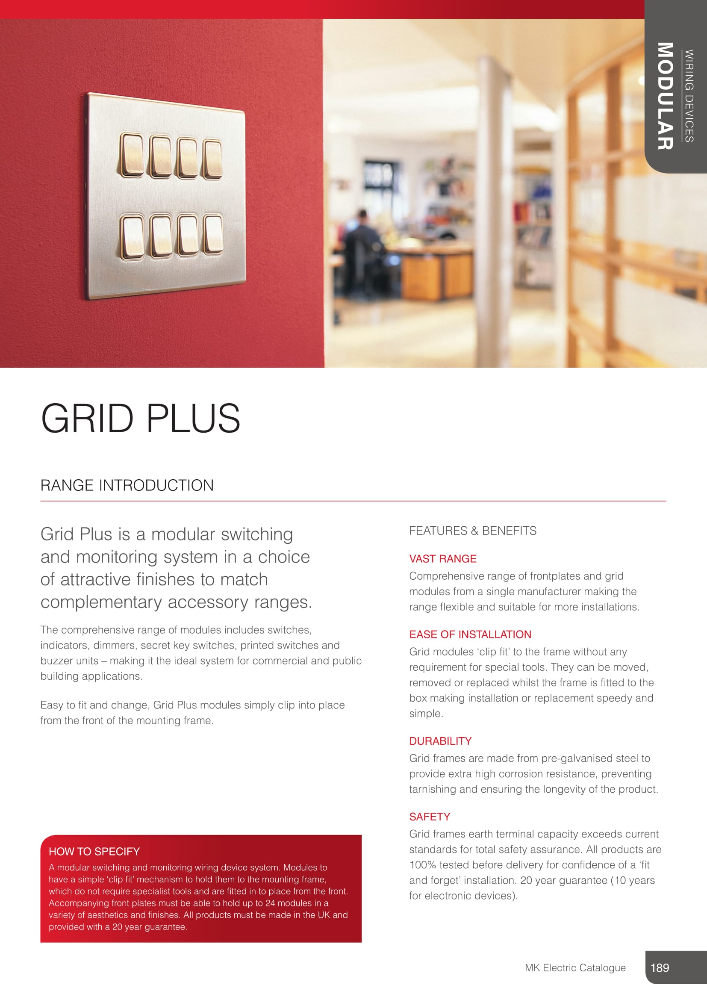 WIRING DEVICES
MODULAR
GRID PLUS
RANGE INTRODUCTION
Grid Plus is a modular switching
and monitoring system in a choice
of attractive finishes to match
complementary accessory ranges.
The comprehensive range of modules includes switches,
indicators, dimmers, secret key switches, printed switches and
buzzer units – making it the ideal system for commercial and public
building applications.
Easy to fit and change, Grid Plus modules simply clip into place
from the front of the mounting frame.
HOW TO SPECIFY
A modular switching and monitoring wiring device system. Modules to
have a simple ‘clip fit’ mechanism to hold them to the mounting frame,
which do not require specialist tools and are fitted in to place from the front.
Accompanying front plates must be able to hold up to 24 modules in a
variety of aesthetics and finishes. All products must be made in the UK and
provided with a 20 year guarantee.
FEATURES & BENEFITS
VAST RANGE
Comprehensive range of frontplates and grid
modules from a single manufacturer making the
range flexible and suitable for more installations.
EASE OF INSTALLATION
Grid modules ‘clip fit’ to the frame without any
requirement for special tools. They can be moved,
removed or replaced whilst the frame is fitted to the
box making installation or replacement speedy and
simple.
DURABILITY
Grid frames are made from pre-galvanised steel to
provide extra high corrosion resistance, preventing
tarnishing and ensuring the longevity of the product.
SAFETY
Grid frames earth terminal capacity exceeds current
standards for total safety assurance. All products are
100% tested before delivery for confidence of a ‘fit
and forget’ installation. 20 year guarantee (10 years
for electronic devices).
MK Electric Catalogue
189